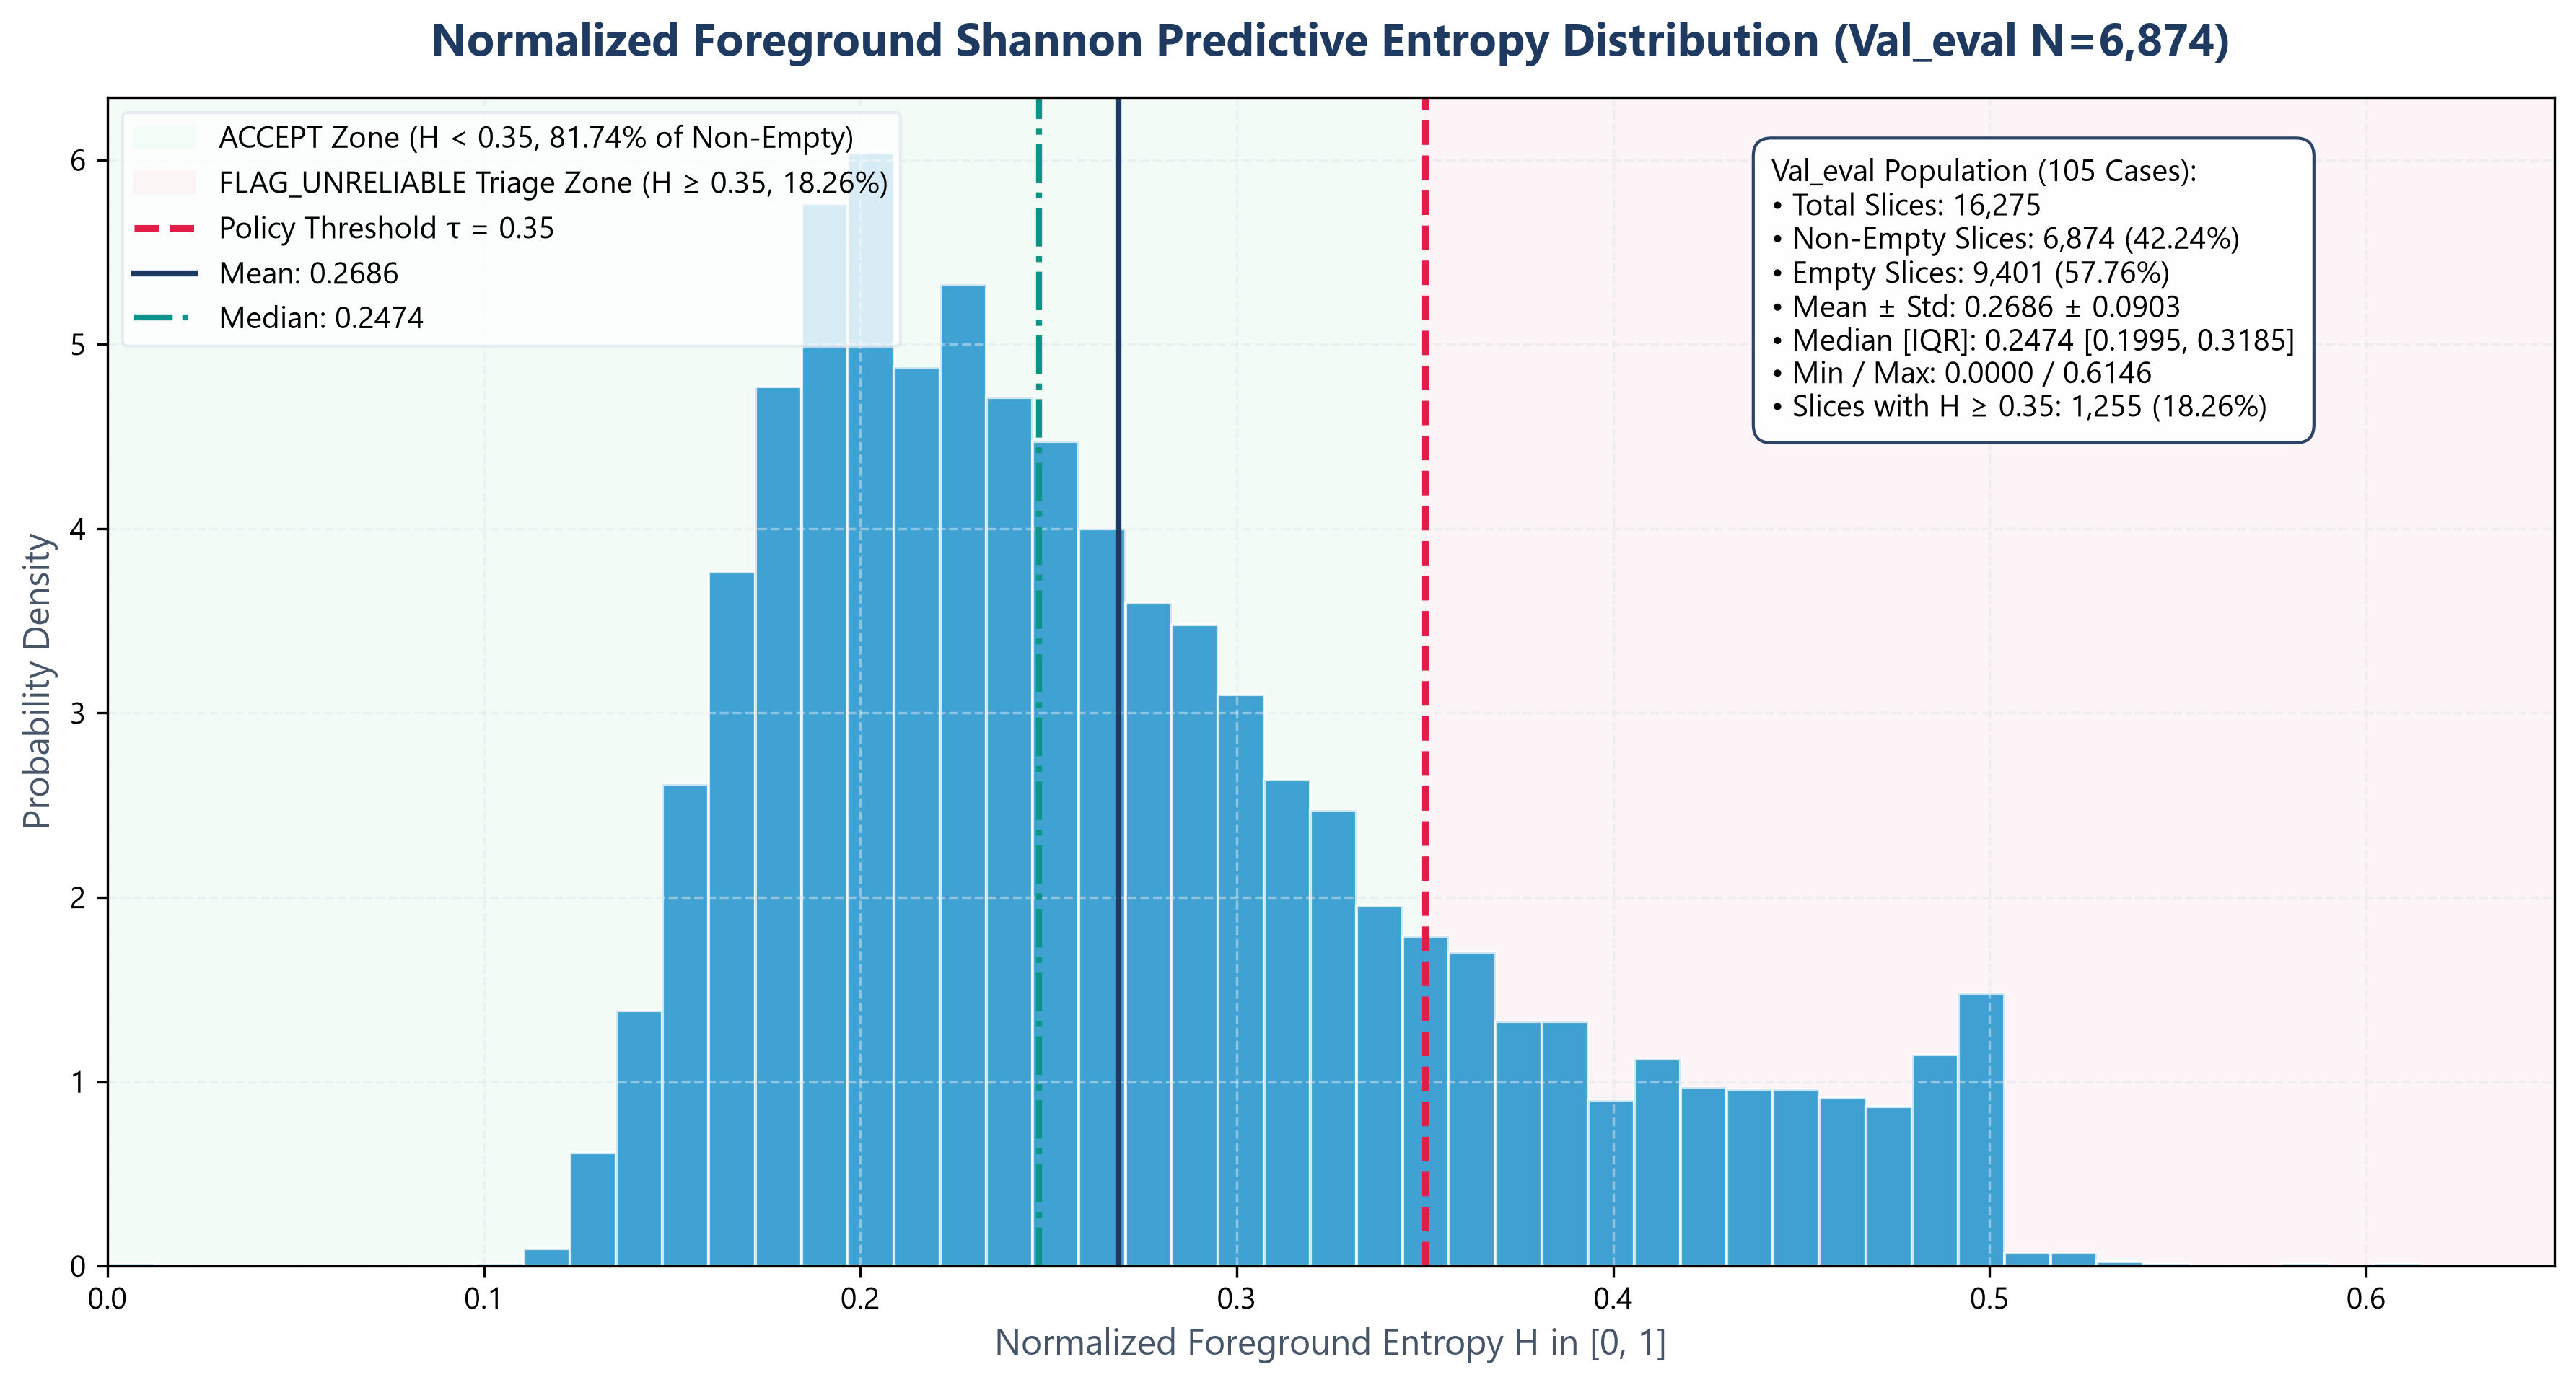 Normalized Foreground Shannon Predictive Entropy Distribution (Val_eval N=6,874)
ACCEPT Zone (H < 0.35, 81.74% of Non-Empty)
FLAG_UNRELIABLE Triage Zone (H ≥ 0.35, 18.26%)
Policy Threshold τ = 0.35
Mean: 0.2686
Median: 0.2474
Val_eval Population (105 Cases):
• Total Slices: 16,275
• Non-Empty Slices: 6,874 (42.24%)
• Empty Slices: 9,401 (57.76%)
• Mean ± Std: 0.2686 ± 0.0903
• Median [IQR]: 0.2474 [0.1995, 0.3185]
• Min / Max: 0.0000 / 0.6146
• Slices with H ≥ 0.35: 1,255 (18.26%)
Probability Density
6
5
4
3
2
1
0
0.0
0.1
0.2
0.3
0.4
0.5
0.6
Normalized Foreground Entropy H in [0, 1]